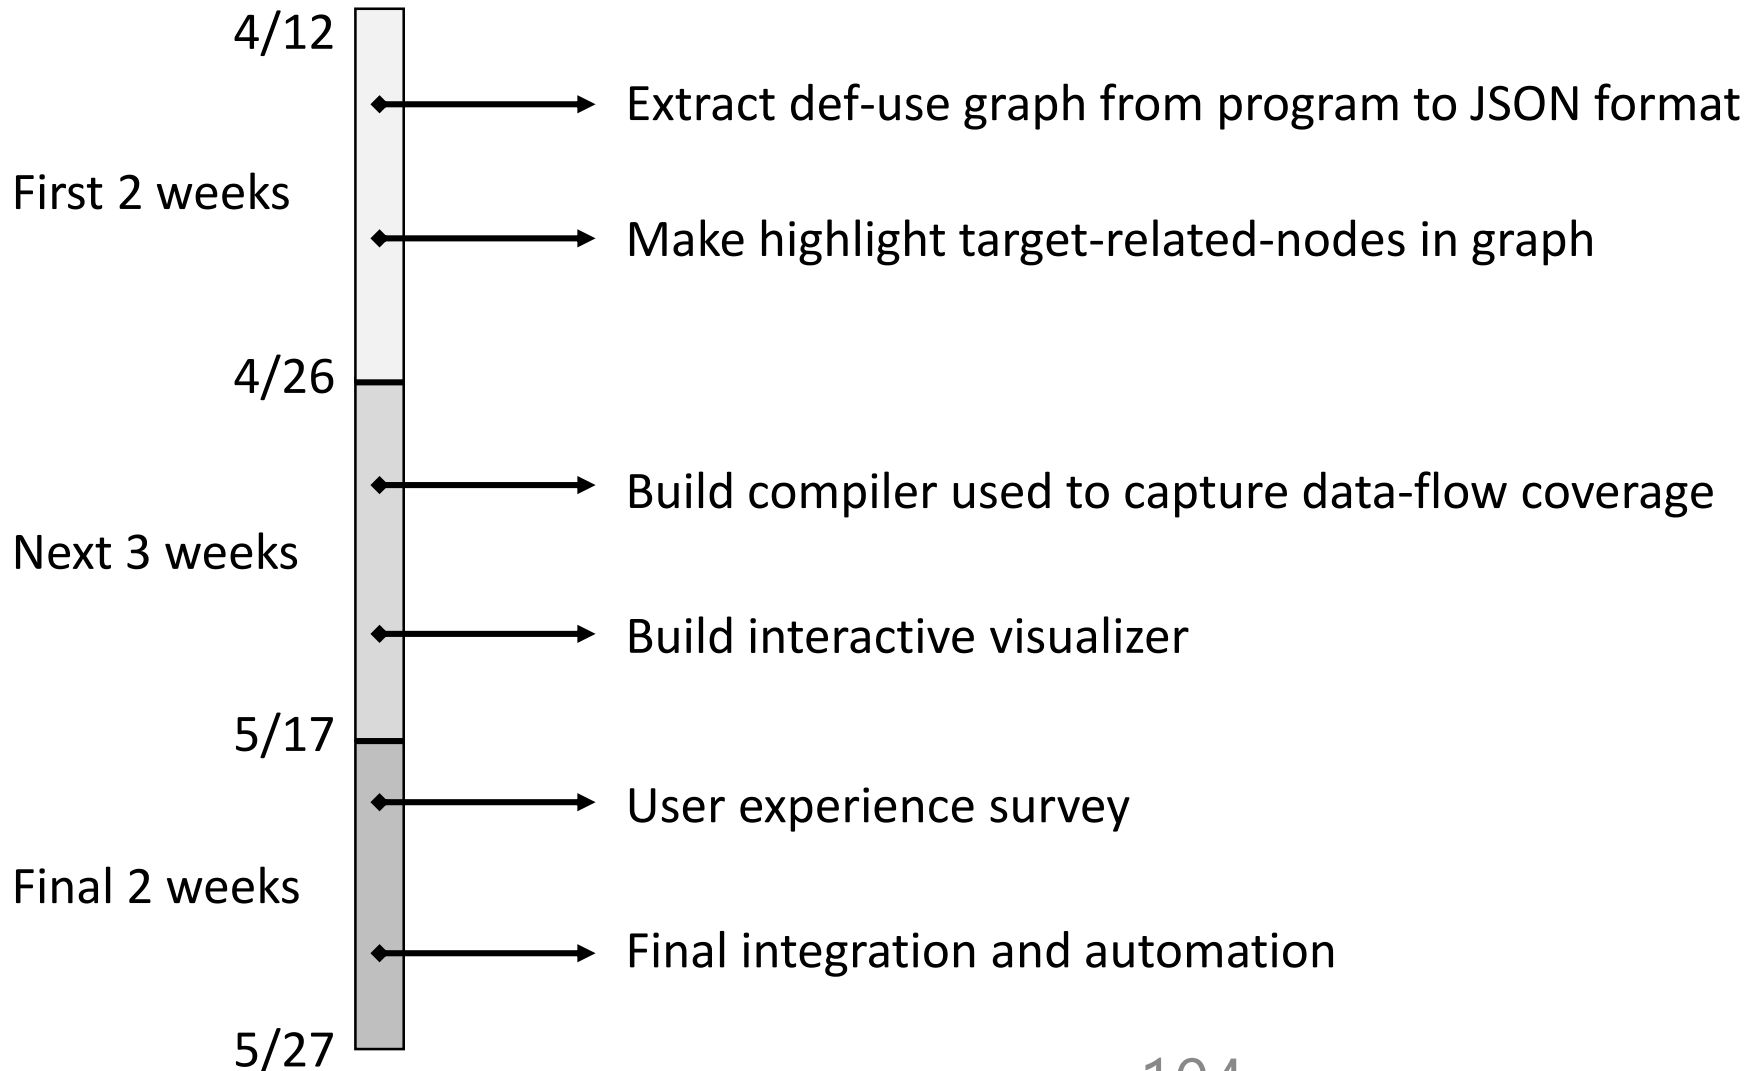 4/12
Extract def-use graph from program to JSON format
First 2 weeks
Make highlight target-related-nodes in graph
4/26
Build compiler used to capture data-flow coverage
Next 3 weeks
Build interactive visualizer
5/17
User experience survey
Final 2 weeks
Final integration and automation
5/27